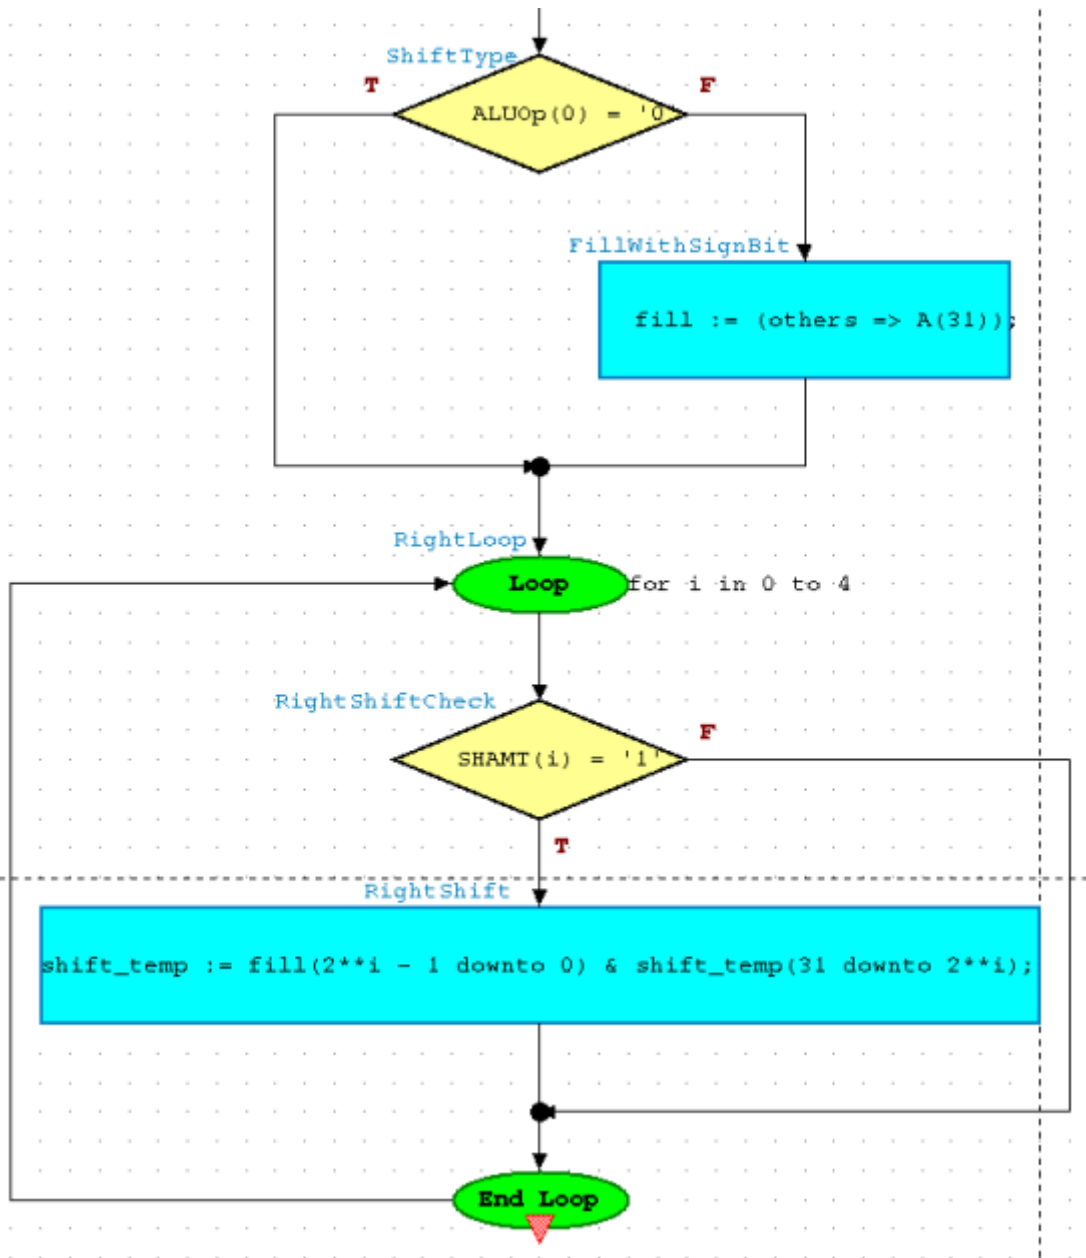 ShiftType
T
F
ALUOp(0) = '0
FillWithSignBit
fill := (others => A(31));
RightLoop
Loop
for i in 0 to 4
RightShiftCheck
F
SHAMT(i) = '1'
T
RightShift
shift_temp := fill(2**i - 1 downto 0) & shift_temp(31 downto 2**i);
End Loop